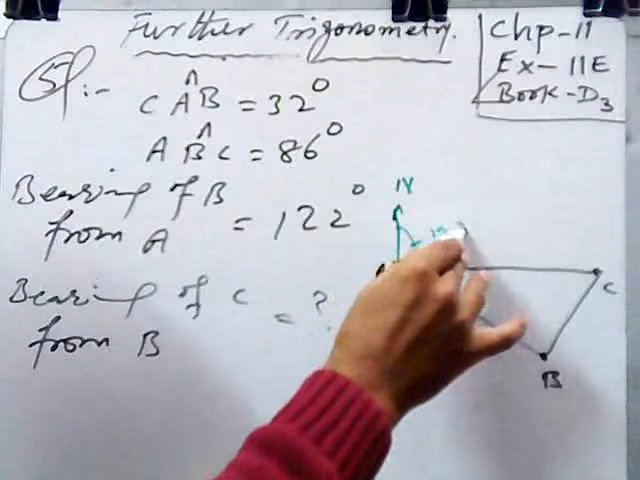 Further Trigonometry.
Chp-11
Ex-11E
Book-D3
Q5:-
CÂB = 32°
AB̂C = 86°
Bearing of B
from A = 122°
Bearing of C
from B = ?
N
C
B